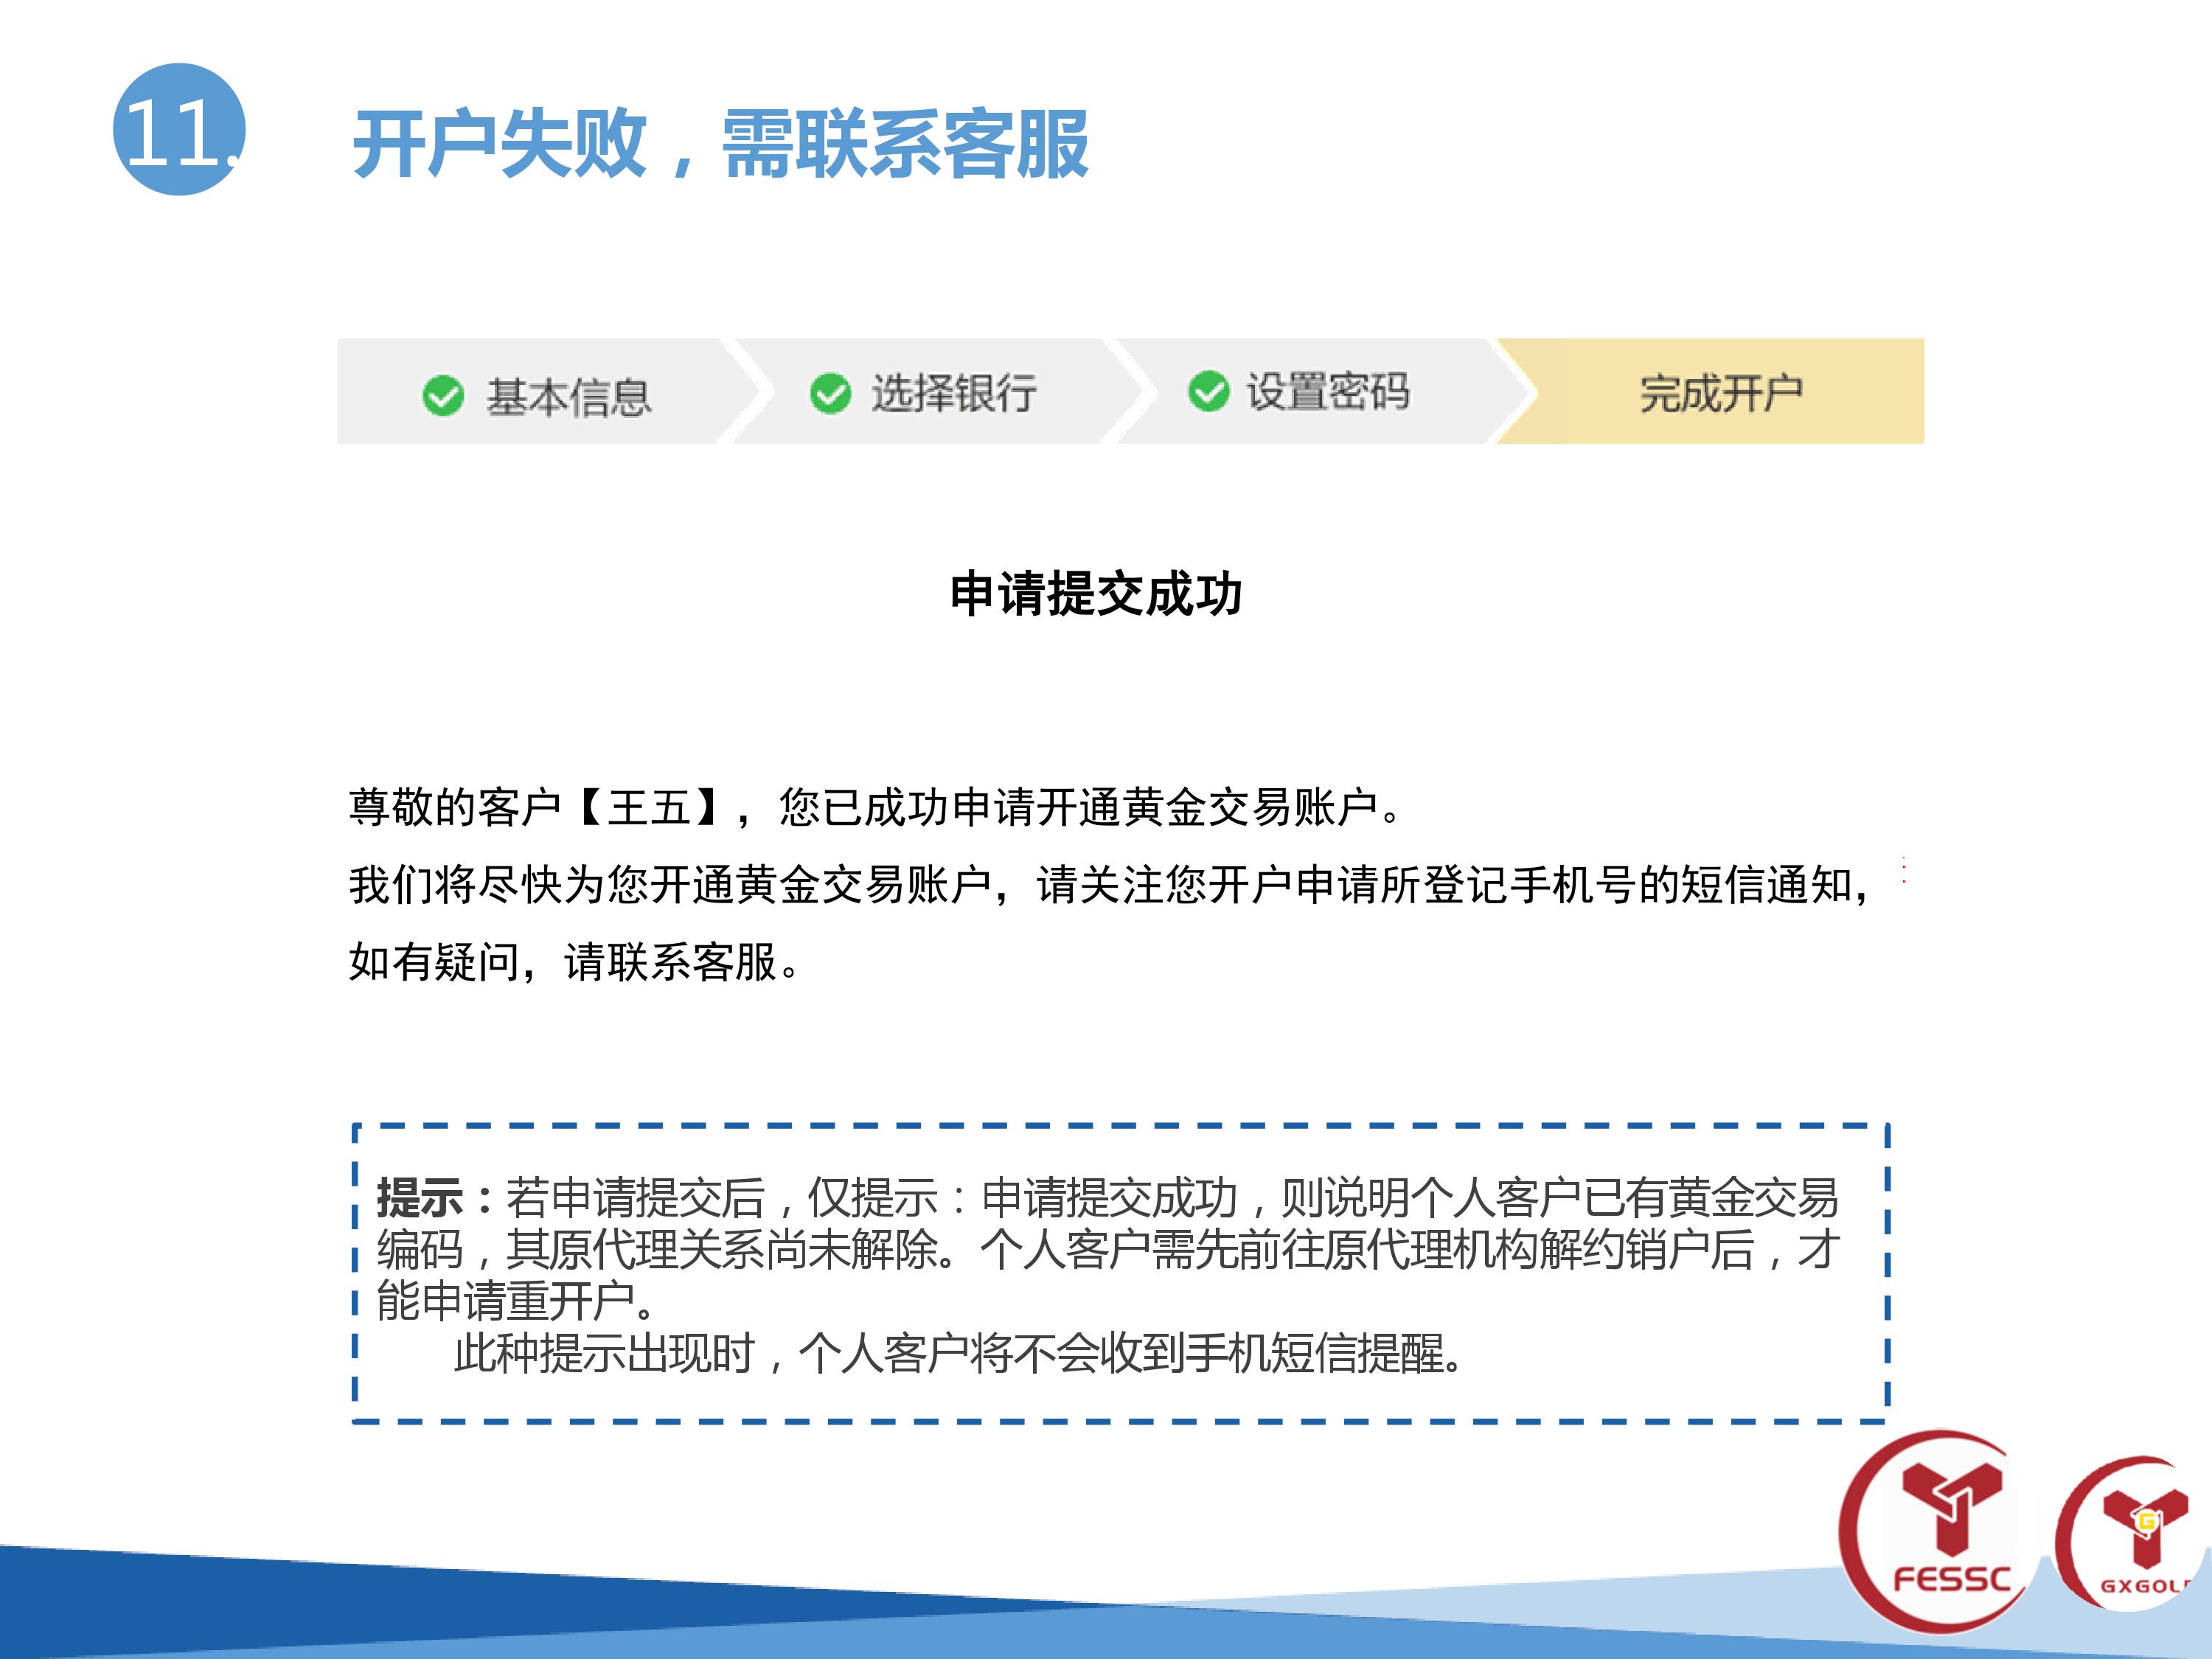 11.
开户失败，需联系客服
基本信息 选择银行 设置密码 完成开户
申请提交成功
尊敬的客户【王五】，您已成功申请开通黄金交易账户。
我们将尽快为您开通黄金交易账户，请关注您开户申请所登记手机号的短信通知，
如有疑问，请联系客服。
提示：若申请提交后，仅提示：申请提交成功，则说明个人客户已有黄金交易
编码，其原代理关系尚未解除。个人客户需先前往原代理机构解约销户后，才
能申请重开户。
此种提示出现时，个人客户将不会收到手机短信提醒。
FESSC
GXGOLD